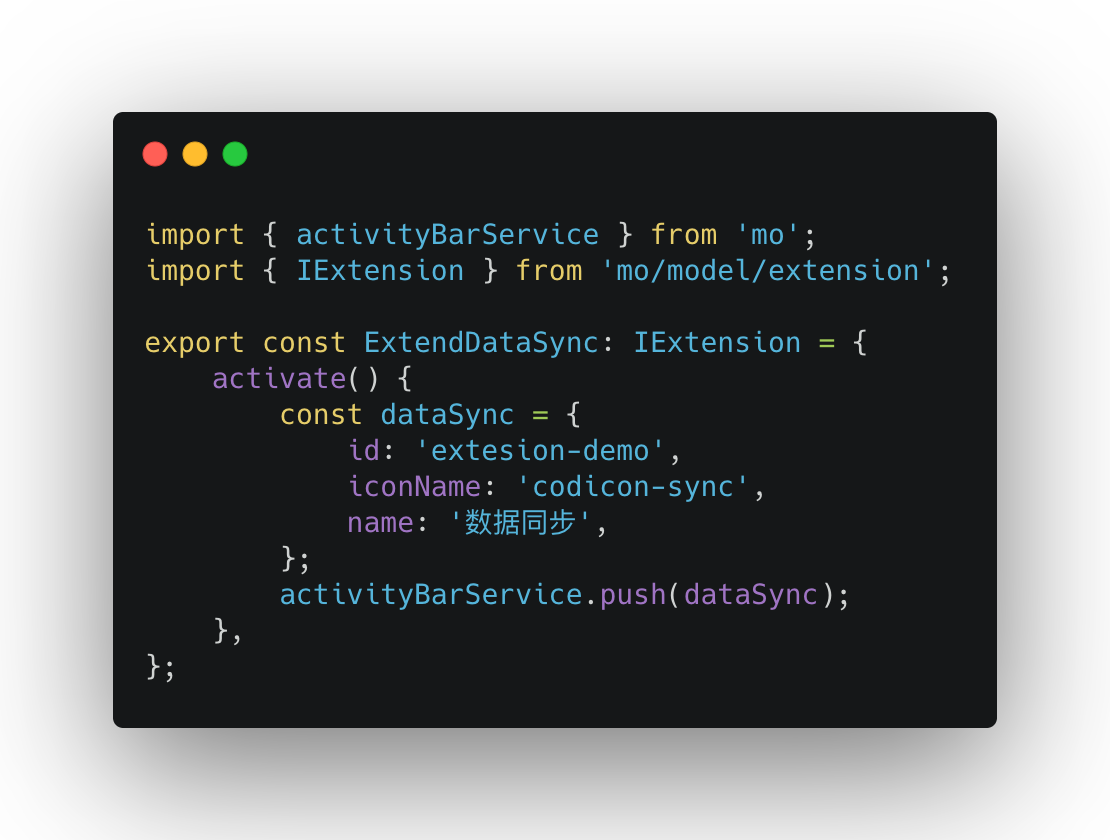 import { activityBarService } from 'mo';
import { IExtension } from 'mo/model/extension';
export const ExtendDataSync: IExtension = {
    activate() {
        const dataSync = {
            id: 'extesion-demo',
            iconName: 'codicon-sync',
            name: '数据同步',
        };
        activityBarService.push(dataSync);
    },
};